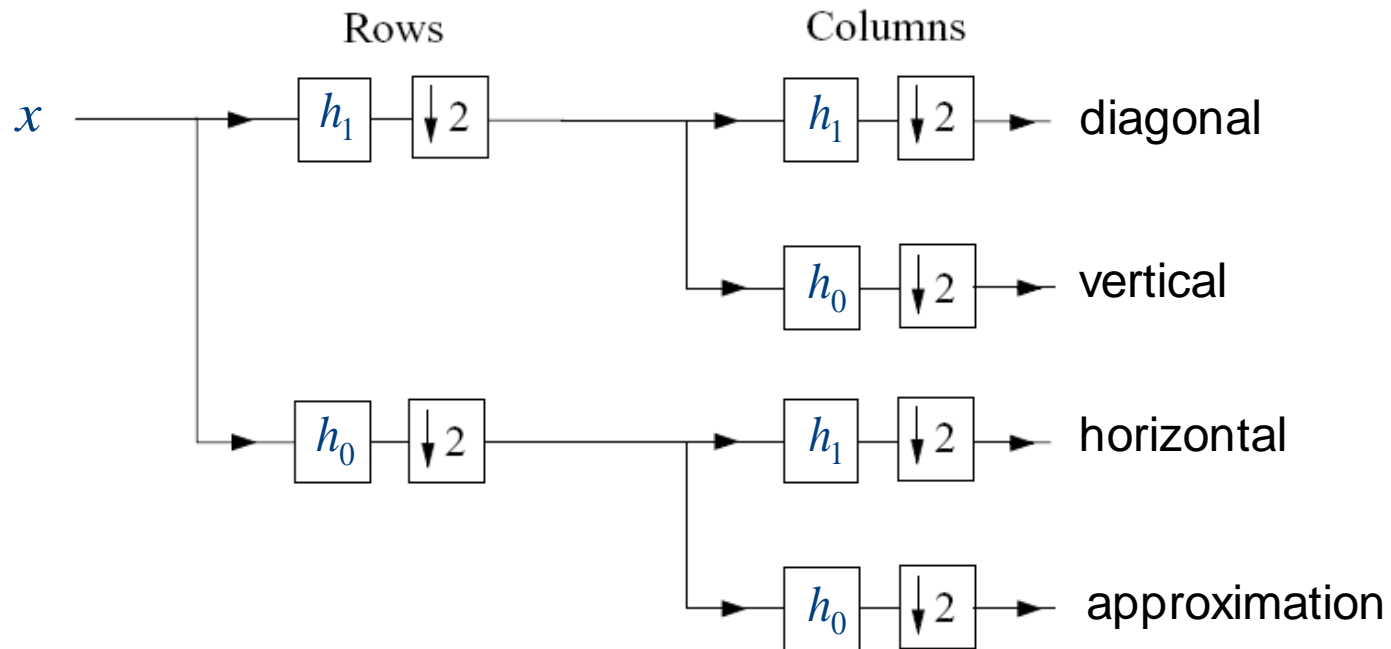 Rows Columns
x h₁ ↓2 h₁ ↓2 diagonal
h₀ ↓2 vertical
h₀ ↓2 h₁ ↓2 horizontal
h₀ ↓2 approximation